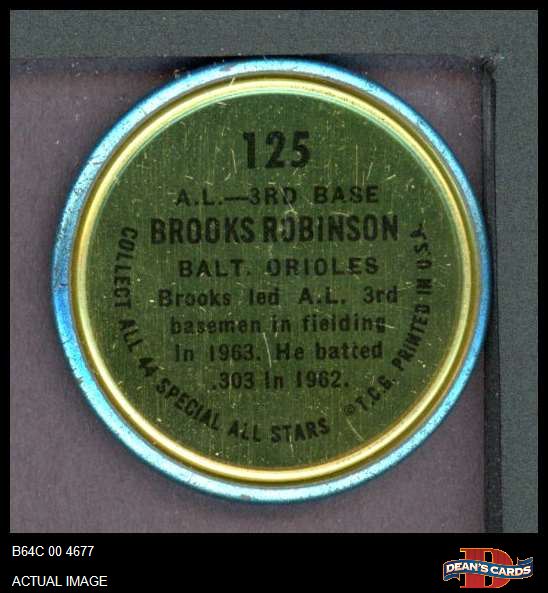 125
A.L.—3RD BASE
BROOKS ROBINSON
BALT. ORIOLES
Brooks led A.L. 3rd
basemen in fielding
in 1963. He batted
.303 in 1962.
COLLECT ALL 44 SPECIAL ALL STARS
©T.C.G. PRINTED IN U.S.A.
B64C 00 4677
ACTUAL IMAGE
D
DEAN'S CARDS